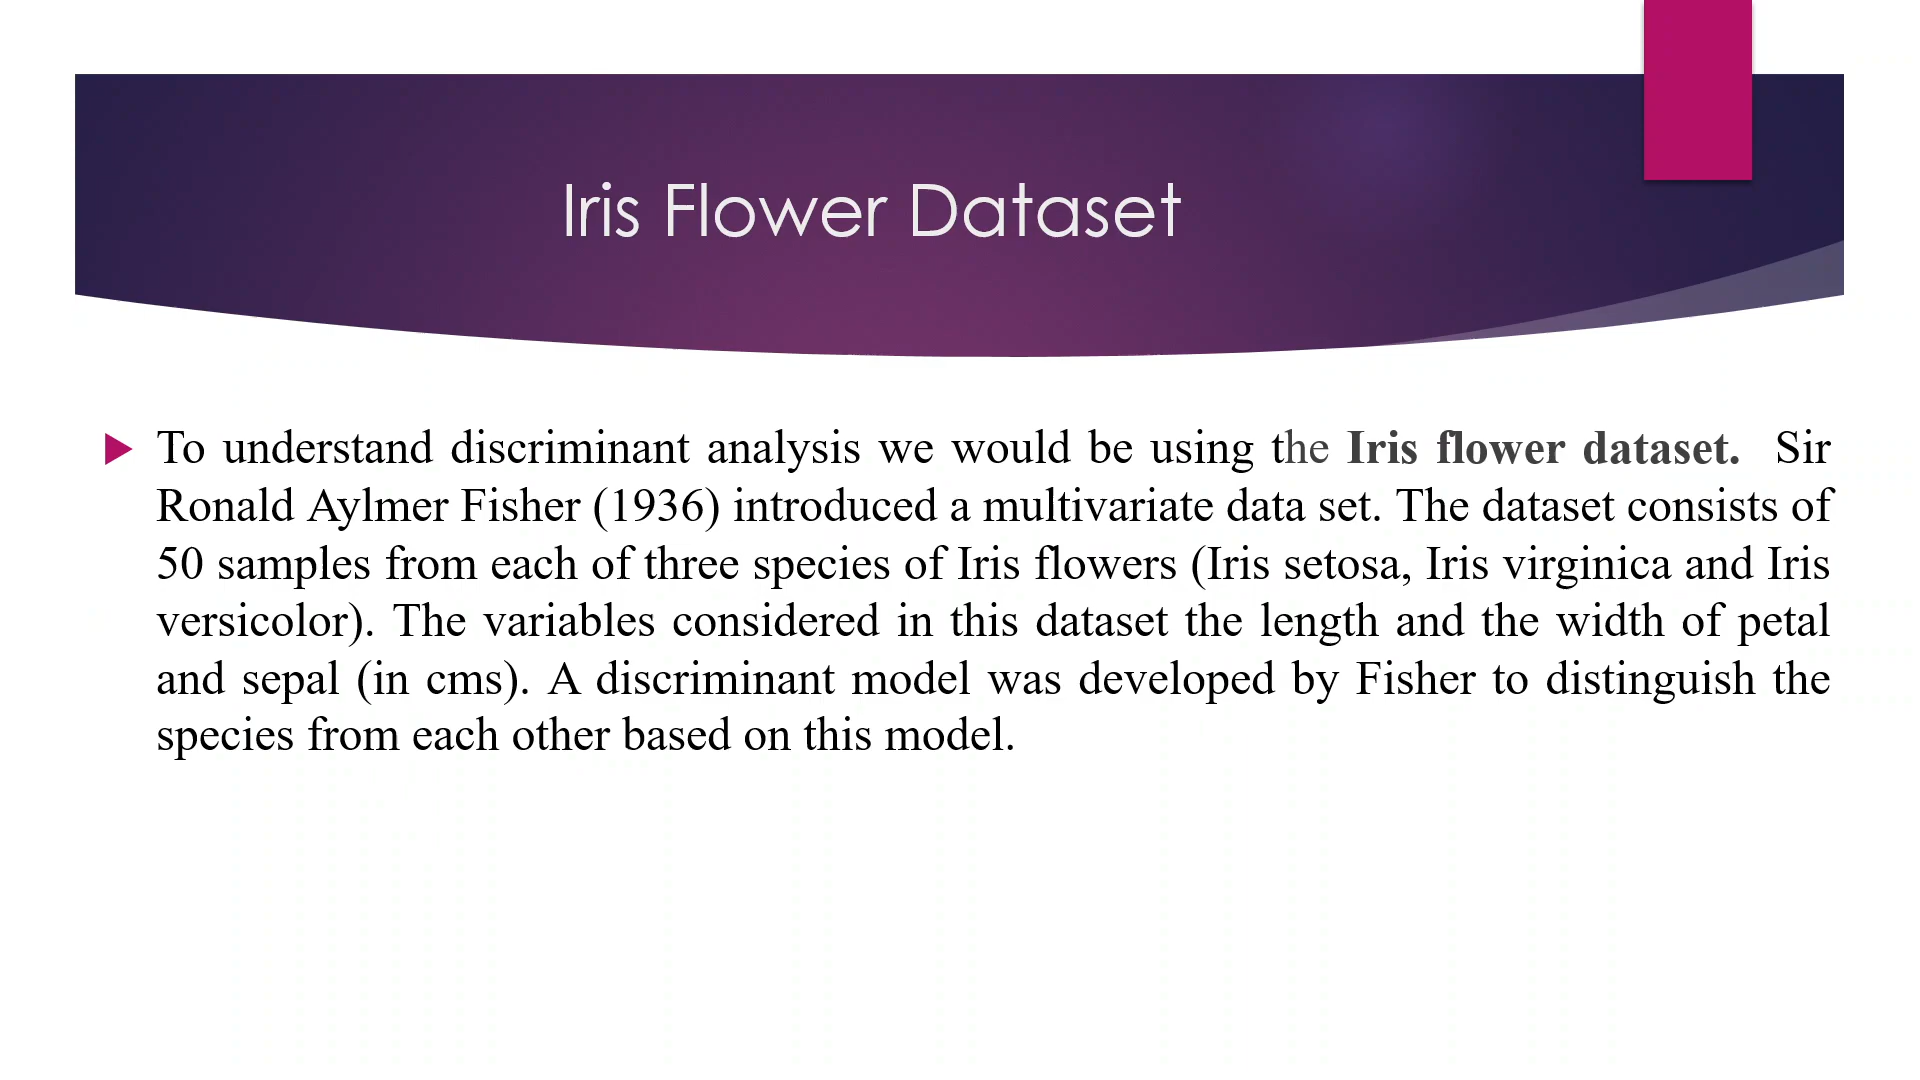 Iris Flower Dataset
To understand discriminant analysis we would be using the Iris flower dataset. Sir
Ronald Aylmer Fisher (1936) introduced a multivariate data set. The dataset consists of
50 samples from each of three species of Iris flowers (Iris setosa, Iris virginica and Iris
versicolor). The variables considered in this dataset the length and the width of petal
and sepal (in cms). A discriminant model was developed by Fisher to distinguish the
species from each other based on this model.